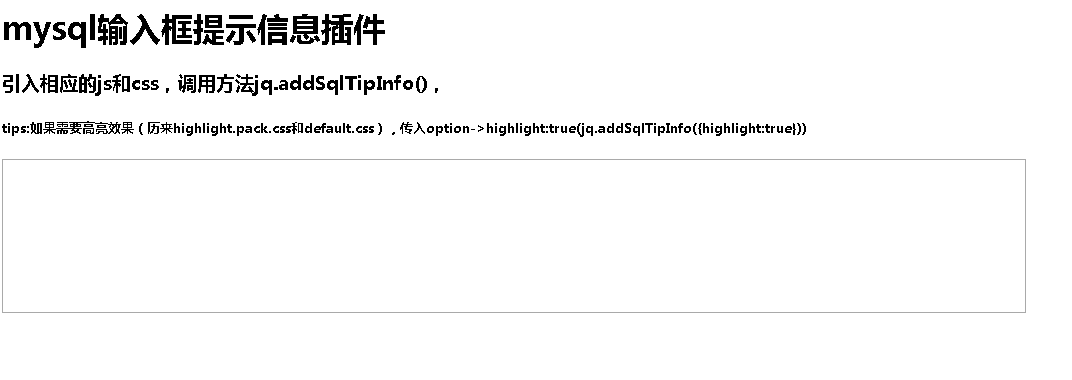 mysql输入框提示信息插件
引入相应的js和css，调用方法jq.addSqlTipInfo()，
tips:如果需要高亮效果（历来highlight.pack.css和default.css），传入option->highlight:true(jq.addSqlTipInfo({highlight:true}))